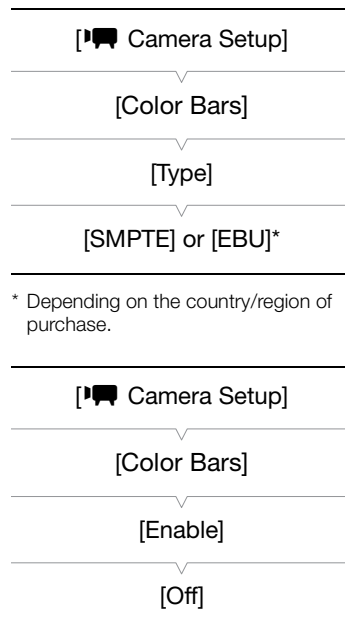 [ Camera Setup]
[Color Bars]
[Type]
[SMPTE] or [EBU]*
* Depending on the country/region of
purchase.
[ Camera Setup]
[Color Bars]
[Enable]
[Off]